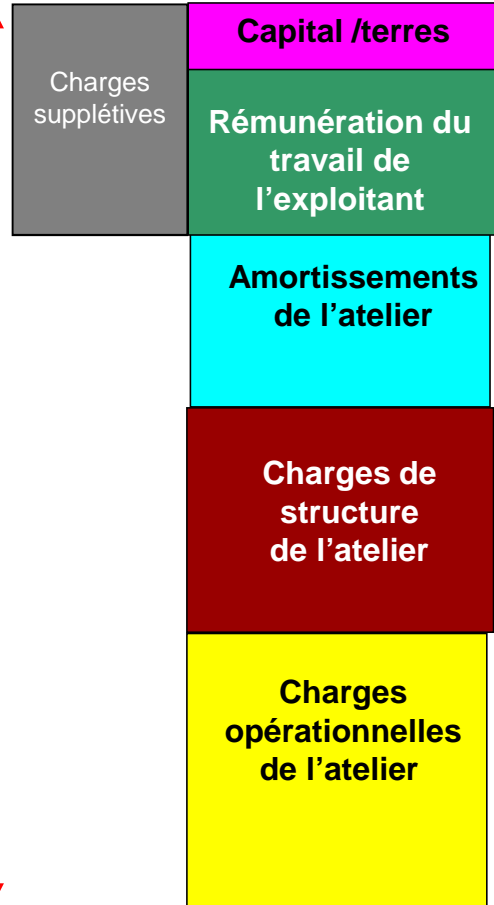 Capital /terres
Charges
supplétives
Rémunération du
travail de
l’exploitant
Amortissements
de l’atelier
Charges de
structure
de l’atelier
Charges
opérationnelles
de l’atelier